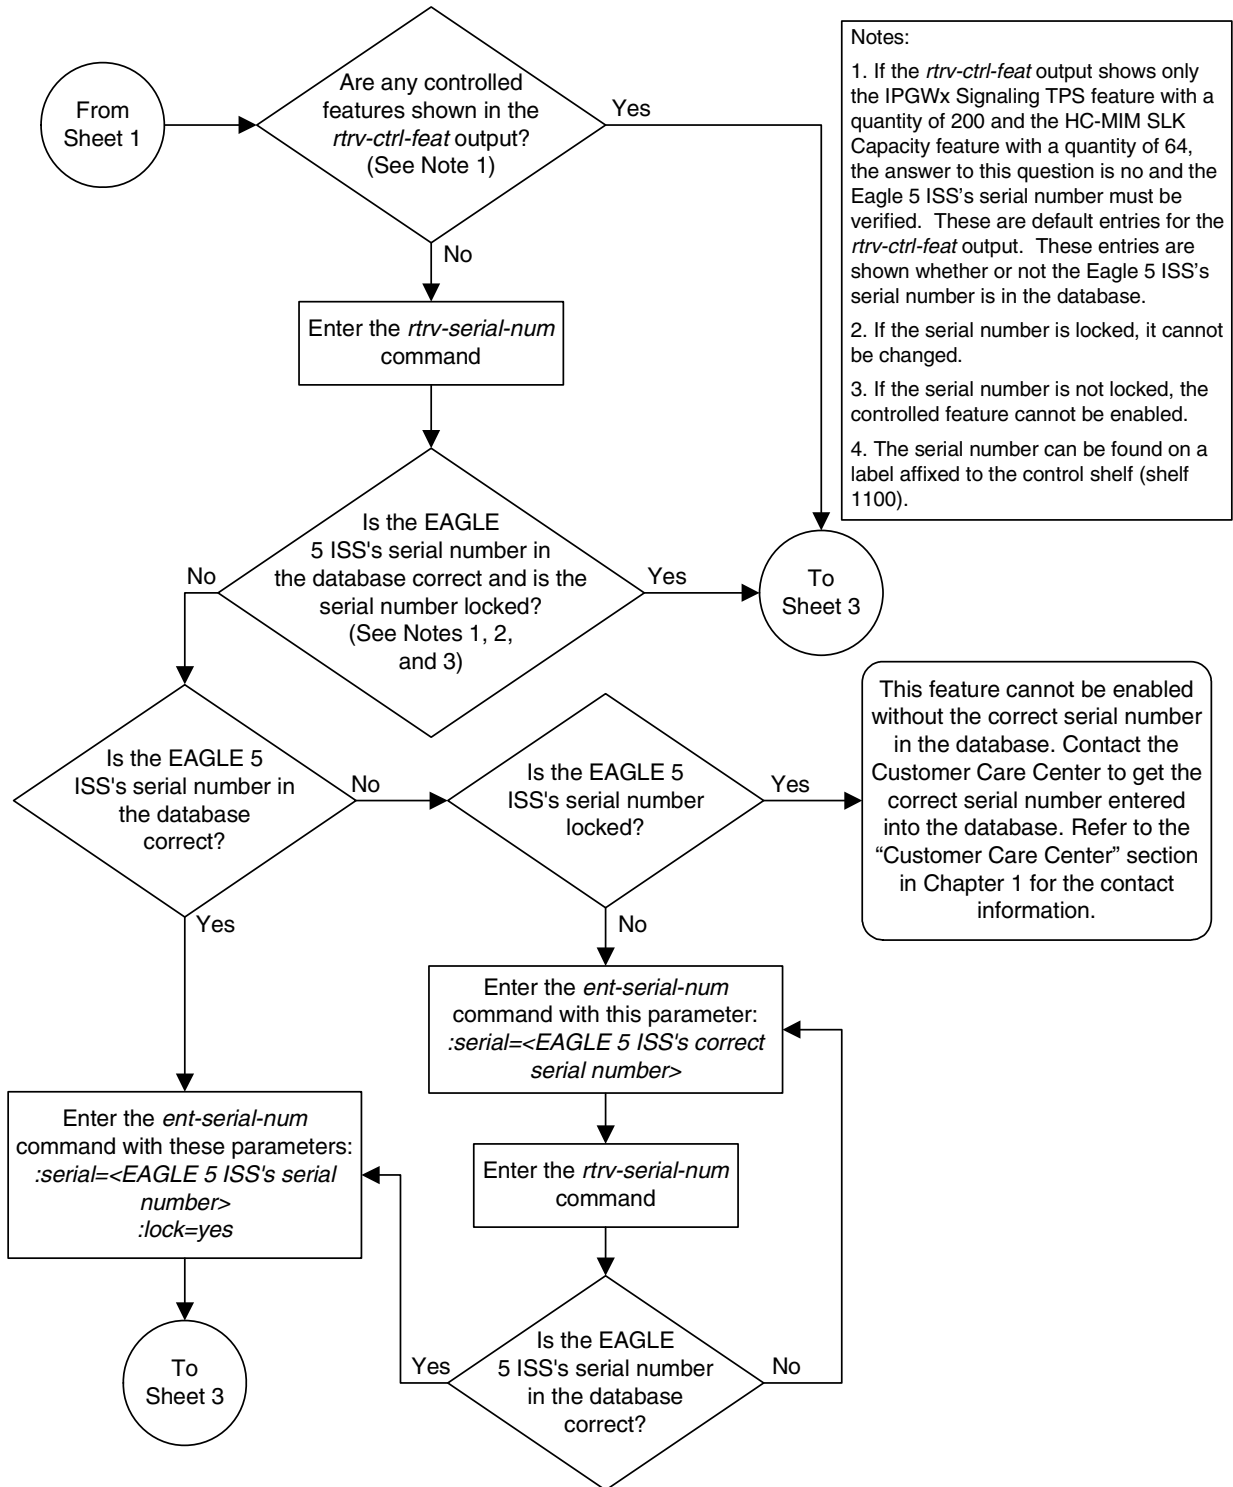 From
Sheet 1
Are any controlled
features shown in the
rtrv-ctrl-feat output?
(See Note 1)
Yes
No
Notes:
1. If the rtrv-ctrl-feat output shows only
the IPGWx Signaling TPS feature with a
quantity of 200 and the HC-MIM SLK
Capacity feature with a quantity of 64,
the answer to this question is no and the
Eagle 5 ISS’s serial number must be
verified. These are default entries for the
rtrv-ctrl-feat output. These entries are
shown whether or not the Eagle 5 ISS’s
serial number is in the database.
2. If the serial number is locked, it cannot
be changed.
3. If the serial number is not locked, the
controlled feature cannot be enabled.
4. The serial number can be found on a
label affixed to the control shelf (shelf
1100).
Enter the rtrv-serial-num
command
Is the EAGLE
5 ISS's serial number in
the database correct and is the
serial number locked?
(See Notes 1, 2,
and 3)
No
Yes
To
Sheet 3
Is the EAGLE 5
ISS's serial number in
the database
correct?
No
Yes
Is the EAGLE 5
ISS's serial number
locked?
Yes
No
This feature cannot be enabled
without the correct serial number
in the database. Contact the
Customer Care Center to get the
correct serial number entered
into the database. Refer to the
“Customer Care Center” section
in Chapter 1 for the contact
information.
Enter the ent-serial-num
command with this parameter:
:serial=<EAGLE 5 ISS's correct
serial number>
Enter the ent-serial-num
command with these parameters:
:serial=<EAGLE 5 ISS's serial
number>
:lock=yes
Enter the rtrv-serial-num
command
Is the EAGLE
5 ISS's serial number
in the database
correct?
Yes
No
To
Sheet 3